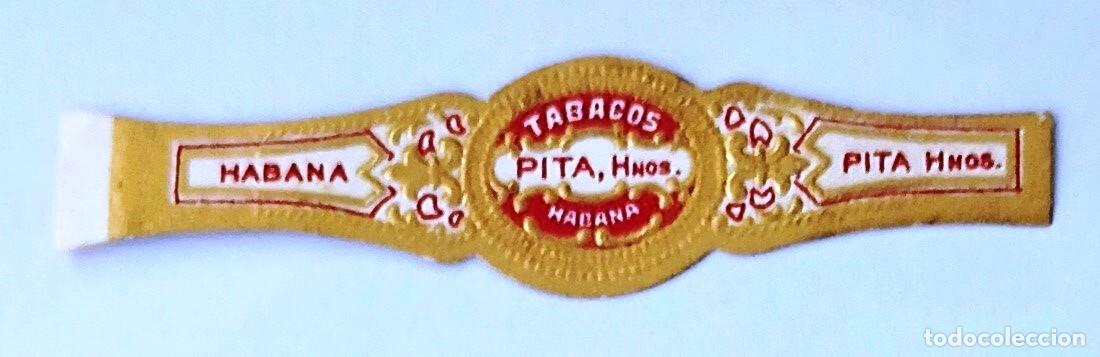 HABANA
TABACOS
PITA, Hnos.
HABANA
PITA Hnos.
todocoleccion